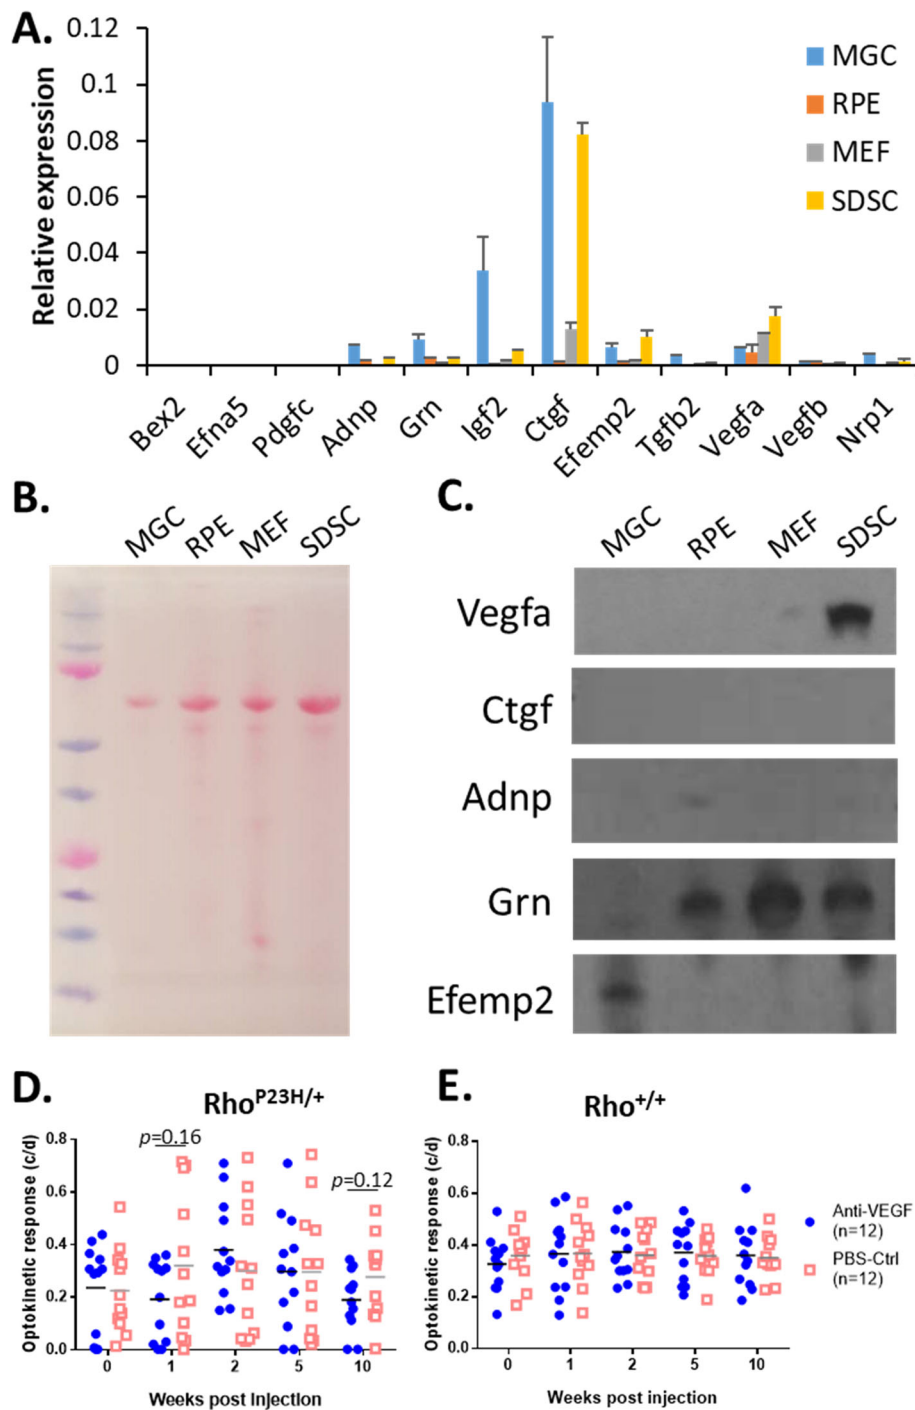 A.
0.12
0.1
0.08
0.06
0.04
0.02
0
Relative expression
MGC
RPE
MEF
SDSC
Bex2
Efna5
Pdgfc
Adnp
Grn
Igf2
Ctgf
Efemp2
Tgfb2
Vegfa
Vegfb
Nrp1
B.
MGC RPE MEF SDSC
C.
MGC RPE MEF SDSC
Vegfa
Ctgf
Adnp
Grn
Efemp2
D.
Rho^P23H/+
p=0.16
p=0.12
Optokinetic response (c/d)
0.8
0.6
0.4
0.2
0.0
0 1 2 5 10
Weeks post injection
E.
Rho^+/+
Optokinetic response (c/d)
0.8
0.6
0.4
0.2
0.0
0 1 2 5 10
Weeks post injection
Anti-VEGF
(n=12)
PBS-Ctrl
(n=12)